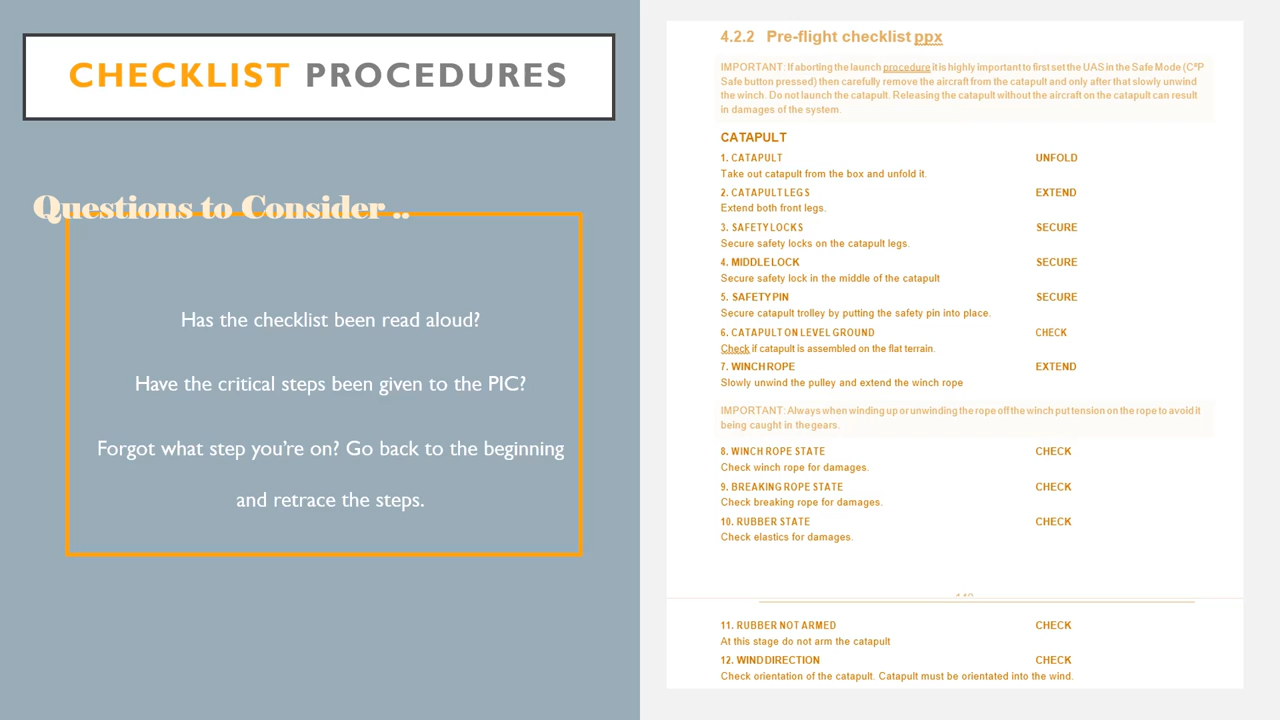 CHECKLIST PROCEDURES
Questions to Consider ..
Has the checklist been read aloud?
Have the critical steps been given to the PIC?
Forgot what step you're on? Go back to the beginning
and retrace the steps.
4.2.2 Pre-flight checklist ppx
IMPORTANT: If aborting the launch procedure it is highly important to first set the UAS in the Safe Mode (C³P
Safe button pressed) then carefully remove the aircraft from the catapult and only after that slowly unwind
the winch. Do not launch the catapult. Releasing the catapult without the aircraft on the catapult can result
in damages of the system.
CATAPULT
1. CATAPULT UNFOLD
Take out catapult from the box and unfold it.
2. CATAPULT LEGS EXTEND
Extend both front legs.
3. SAFETY LOCKS SECURE
Secure safety locks on the catapult legs.
4. MIDDLE LOCK SECURE
Secure safety lock in the middle of the catapult
5. SAFETY PIN SECURE
Secure catapult trolley by putting the safety pin into place.
6. CATAPULT ON LEVEL GROUND CHECK
Check if catapult is assembled on the flat terrain.
7. WINCH ROPE EXTEND
Slowly unwind the pulley and extend the winch rope
IMPORTANT: Always when winding up or unwinding the rope off the winch put tension on the rope to avoid it
being caught in the gears.
8. WINCH ROPE STATE CHECK
Check winch rope for damages.
9. BREAKING ROPE STATE CHECK
Check breaking rope for damages.
10. RUBBER STATE CHECK
Check elastics for damages.
11. RUBBER NOT ARMED CHECK
At this stage do not arm the catapult
12. WIND DIRECTION CHECK
Check orientation of the catapult. Catapult must be orientated into the wind.